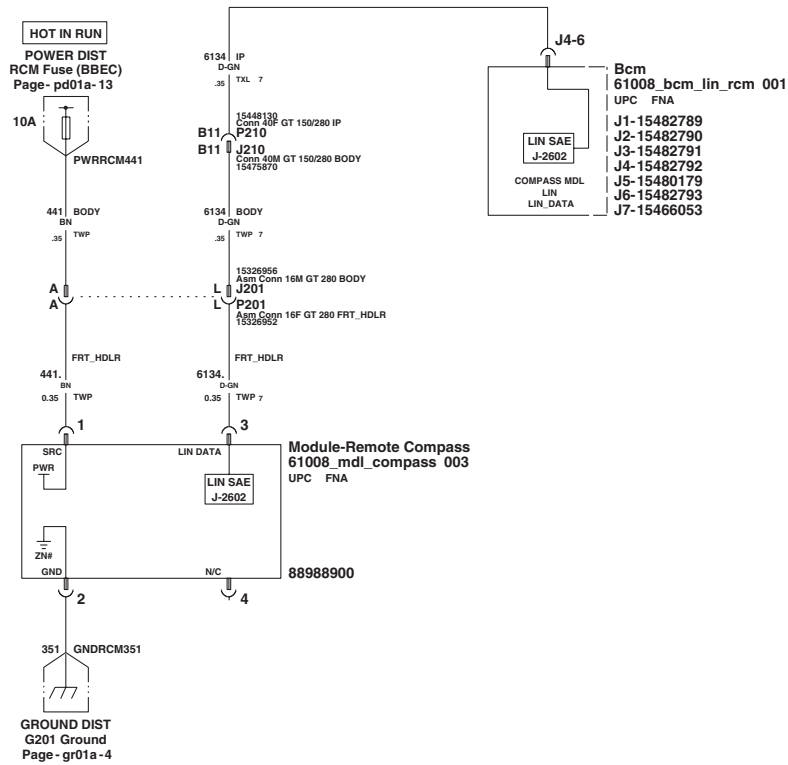 HOT IN RUN
POWER DIST
RCM Fuse (BBEC)
Page- pd01a-13
10A
PWRRCM441
441 BODY
BN
.35 TWP
A
A
FRT_HDLR
441.
BN
0.35 TWP
1
6134 IP
D-GN
.35 TXL 7
15448130
Conn 40F GT 150/280 IP
B11 P210
B11 J210
Conn 40M GT 150/280 BODY
15475870
6134 BODY
D-GN
.35 TWP 7
15326956
Asm Conn 16M GT 280 BODY
L J201
L P201
Asm Conn 16F GT 280 FRT_HDLR
15326952
FRT_HDLR
6134.
D-GN
0.35 TWP 7
3
J4-6
Bcm
61008_bcm_lin_rcm 001
UPC FNA
J1-15482789
J2-15482790
J3-15482791
J4-15482792
J5-15480179
J6-15482793
J7-15466053
LIN SAE
J-2602
COMPASS MDL
LIN
LIN_DATA
SRC
PWR
LIN DATA
LIN SAE
J-2602
ZN#
GND
N/C
Module-Remote Compass
61008_mdl_compass 003
UPC FNA
88988900
2
4
351 GNDRCM351
GROUND DIST
G201 Ground
Page - gr01a-4